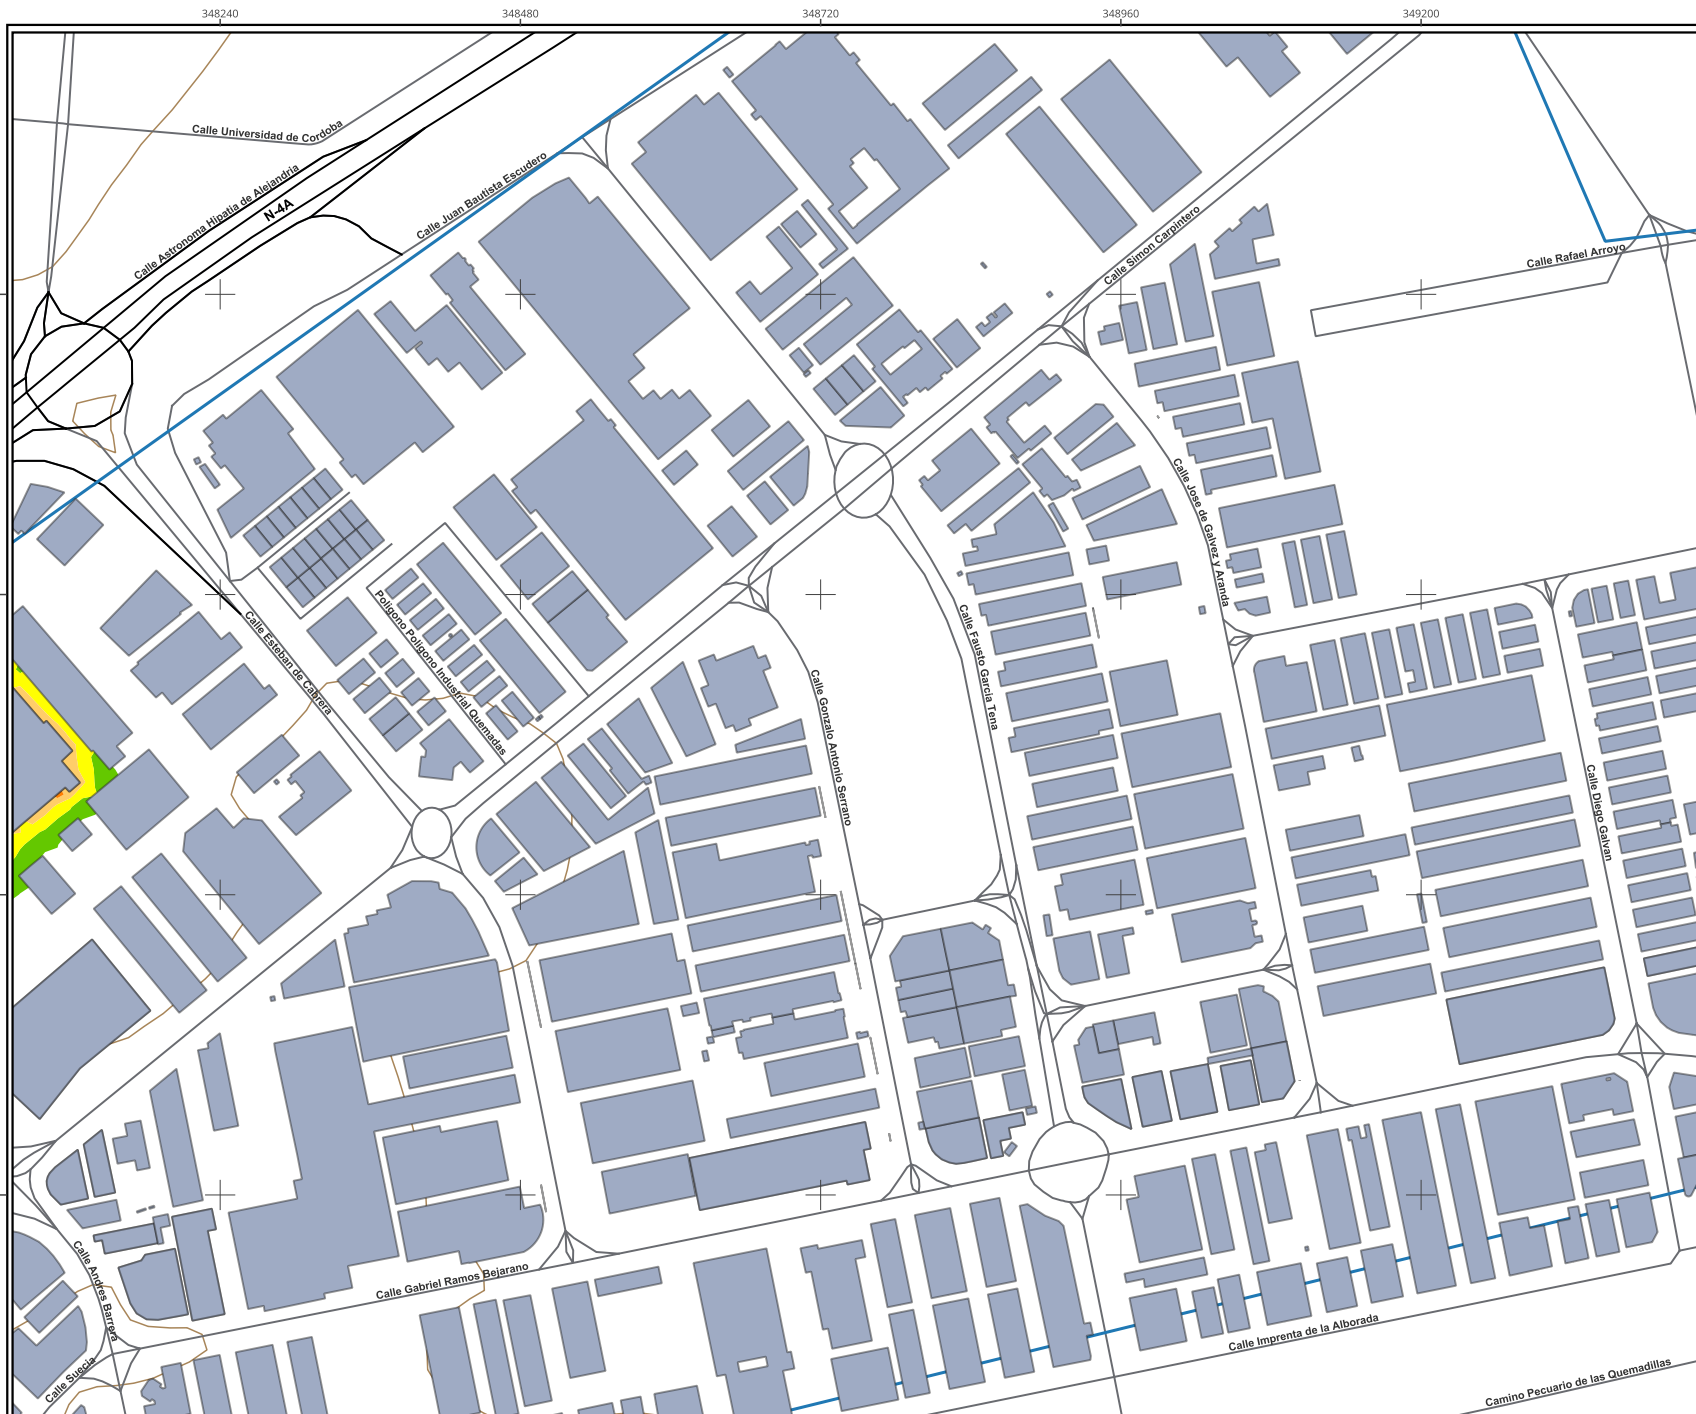 348240
348480
348720
348960
349200
Calle Universidad de Cordoba
Calle Astronoma Hipatia de Alejandria
N-4A
Calle Juan Bautista Escudero
Calle Simon Carpintero
Calle Rafael Arroyo
Calle Jose de Galvez y Aranda
Calle Esteban de Cabrera
Poligono Poligono Industrial Quemadas
Calle Fausto Garcia Tena
Calle Gonzalo Antonio Serrano
Calle Diego Galvan
Calle Andres Barrera
Calle Gabriel Ramos Bejarano
Calle Suecia
Calle Imprenta de la Alborada
Camino Pecuario de las Quemadillas